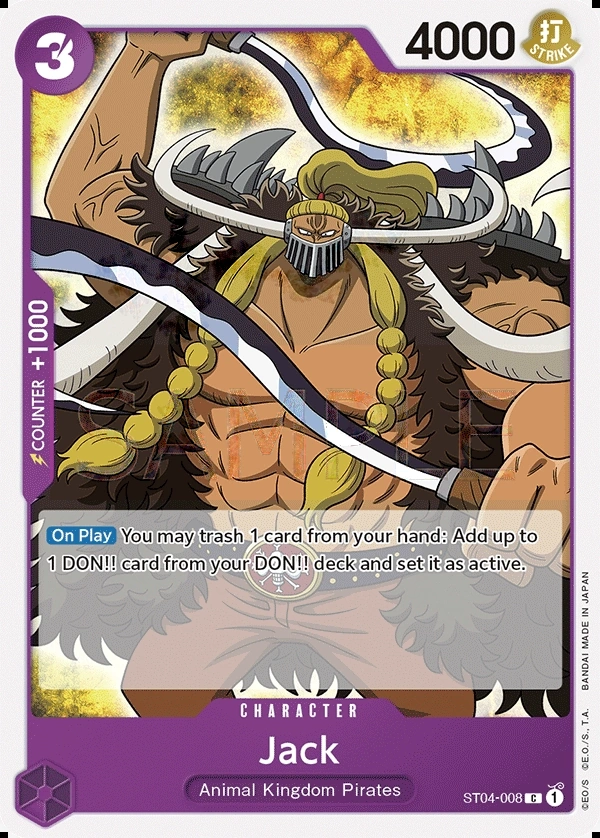 3
4000
打
STRIKE
COUNTER +1000
SAMPLE
On Play You may trash 1 card from your hand: Add up to
1 DON!! card from your DON!! deck and set it as active.
CHARACTER
Jack
Animal Kingdom Pirates
ST04-008 C 1
©EO/S ©E.O./S., T.A. BANDAI MADE IN JAPAN